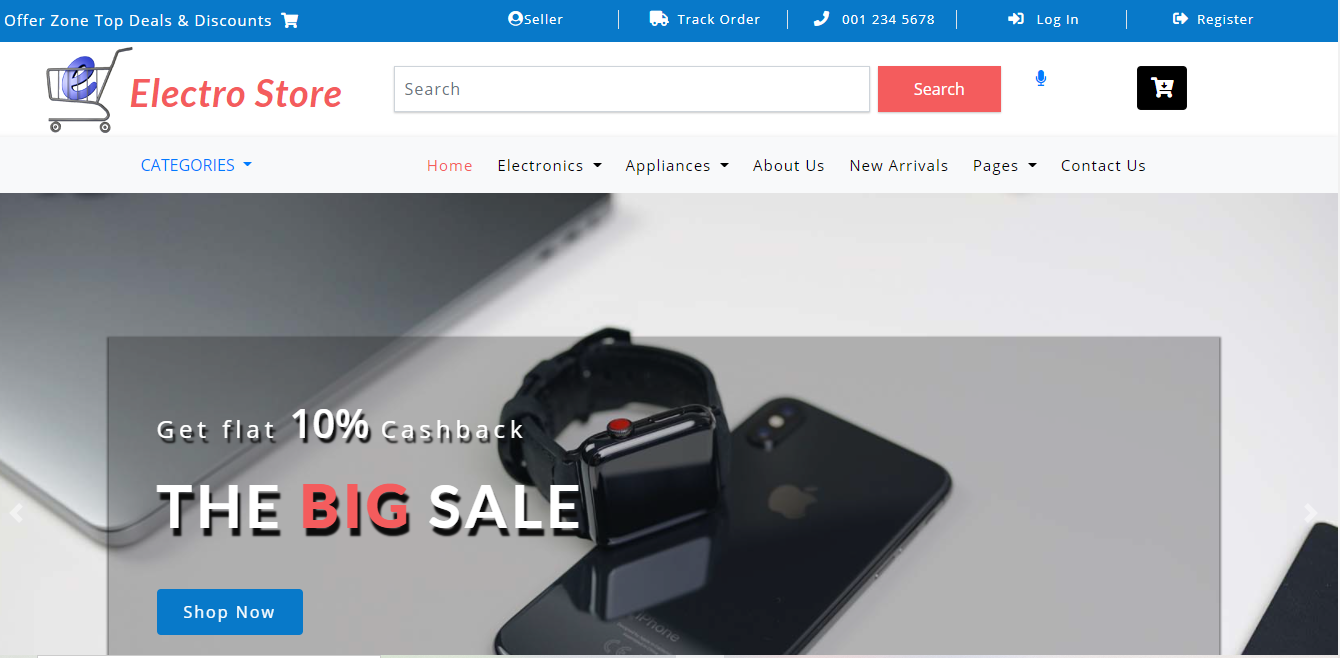 Offer Zone Top Deals & Discounts
Seller
Track Order
001 234 5678
Log In
Register
e
Electro Store
Search
Search
CATEGORIES
Home
Electronics
Appliances
About Us
New Arrivals
Pages
Contact Us
Get flat 10% Cashback
THE BIG SALE
Shop Now
iPhone